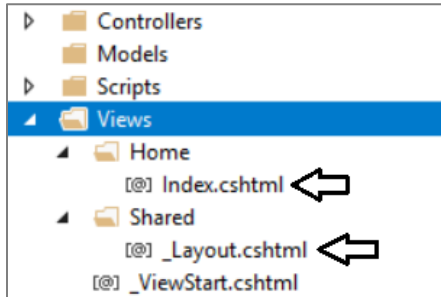 Controllers
Models
Scripts
Views
Home
[@] Index.cshtml
Shared
[@] _Layout.cshtml
[@] _ViewStart.cshtml